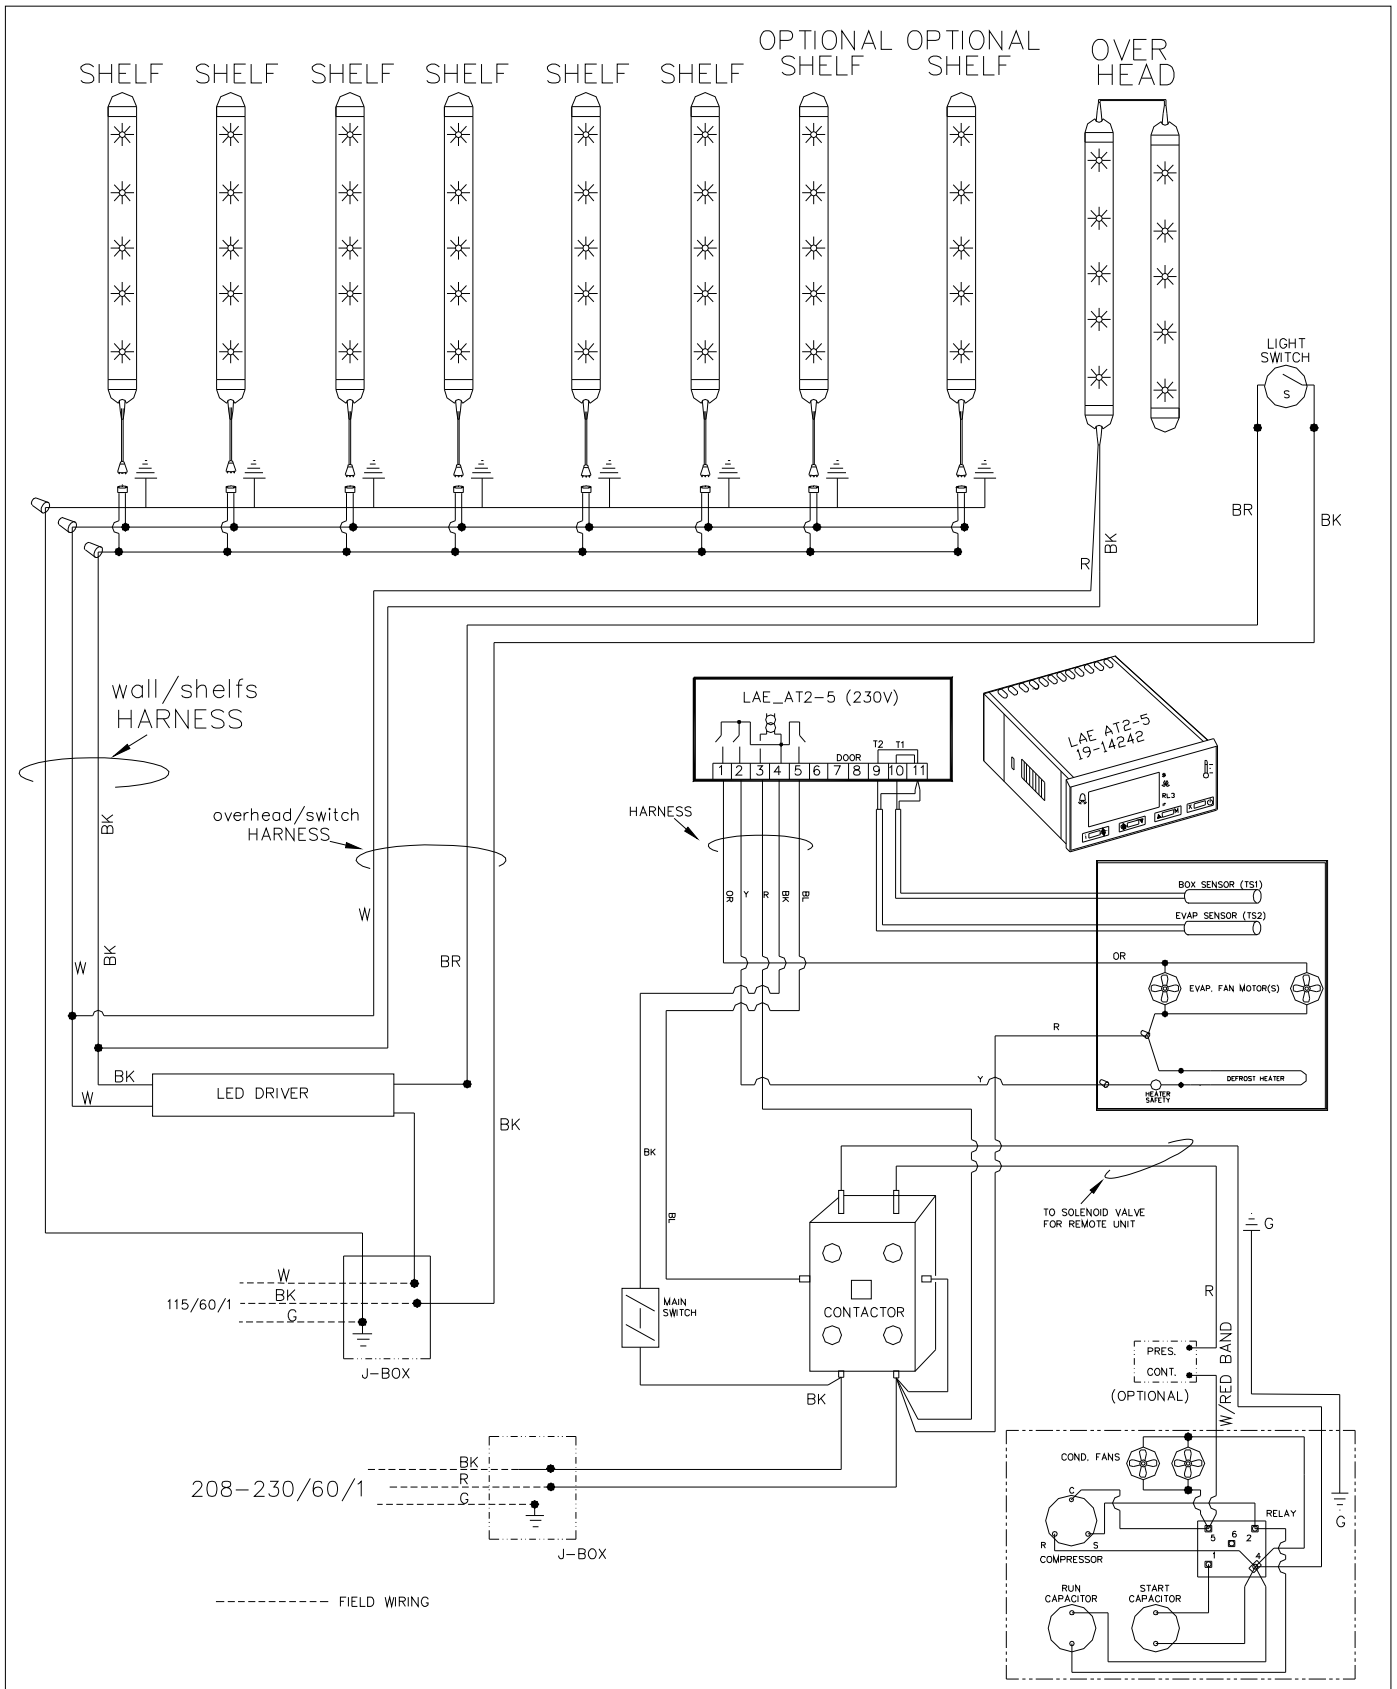 SHELF
SHELF
SHELF
SHELF
SHELF
SHELF
OPTIONAL
SHELF
OPTIONAL
SHELF
OVER
HEAD
LIGHT
SWITCH
S
BR
BK
R
BK
wall/shelfs
HARNESS
overhead/switch
HARNESS
BK
BK
W
W
BR
BK
W
LED DRIVER
BK
LAE_AT2-5 (230V)
DOOR
T2 T1
1 2 3 4 5 6 7 8 9 10 11
HARNESS
OR Y R BK BL
LAE AT2-5
19-14242
RL3
BOX SENSOR (TS1)
EVAP SENSOR (TS2)
OR
EVAP. FAN MOTOR(S)
R
DEFROST HEATER
Y
HEATER
SAFETY
BK
BL
MAIN
SWITCH
CONTACTOR
BK
TO SOLENOID VALVE
FOR REMOTE UNIT
G
R
W/RED BAND
PRES.
CONT.
(OPTIONAL)
W
115/60/1
BK
G
J-BOX
208-230/60/1
BK
R
G
J-BOX
COND. FANS
G
RELAY
5 6 2
1 4
C
R S
COMPRESSOR
RUN
CAPACITOR
START
CAPACITOR
FIELD WIRING